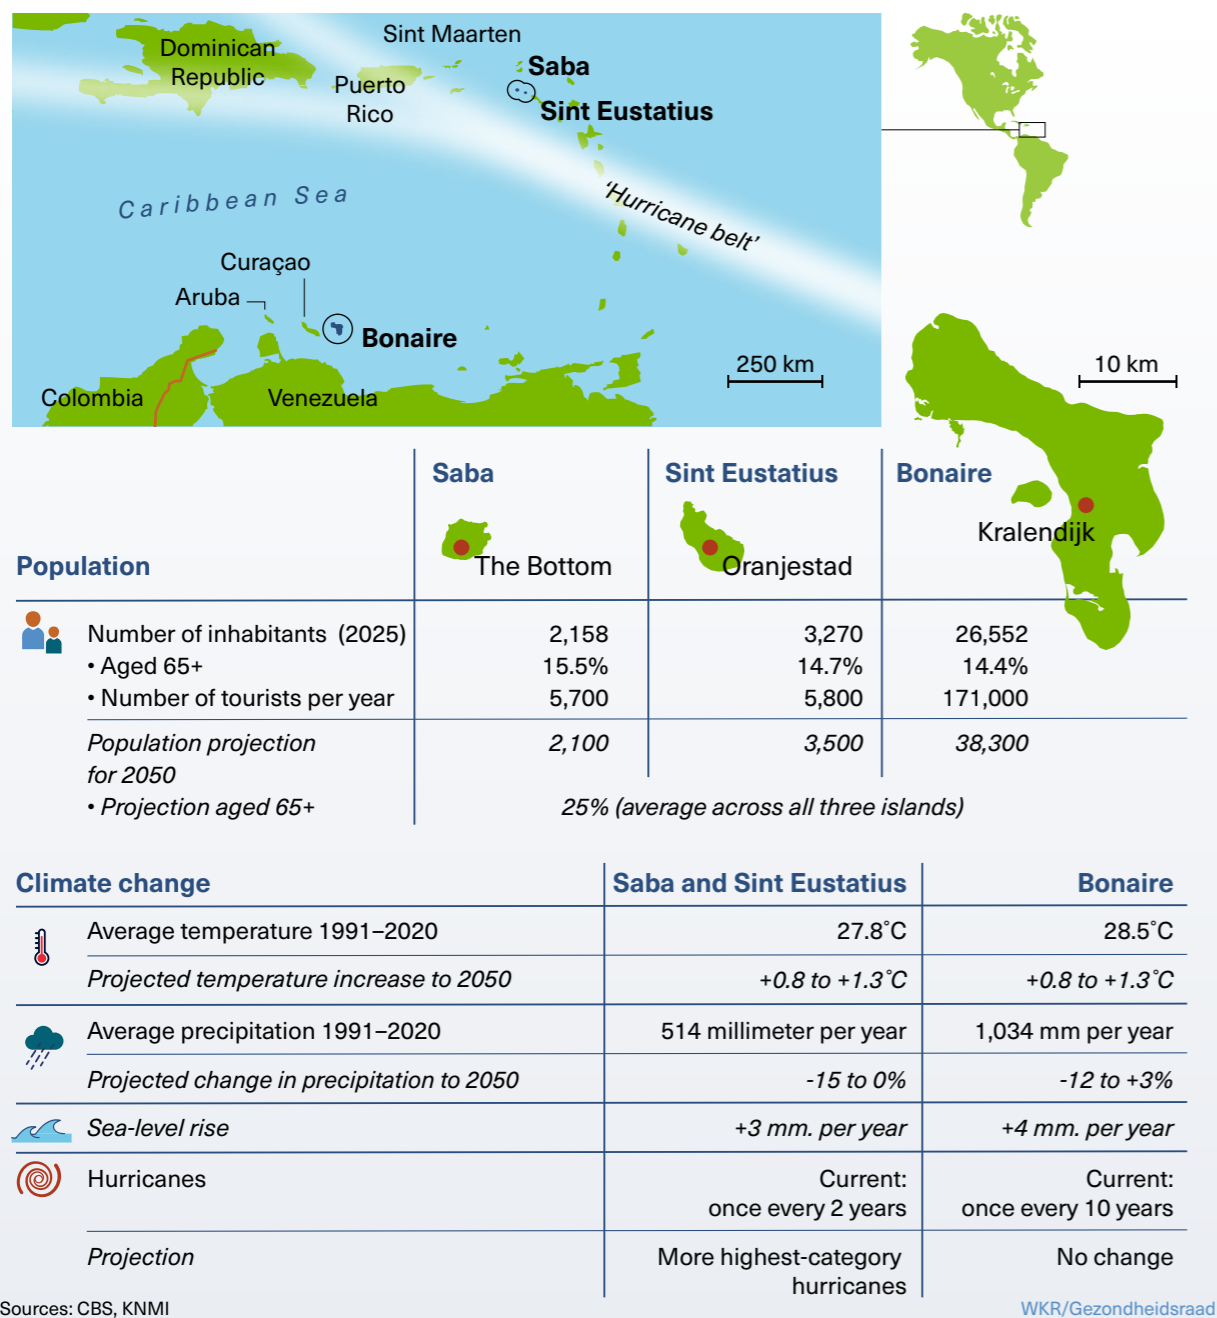 Sint Maarten
Dominican
Republic
Puerto
Rico
Saba
Sint Eustatius
Caribbean Sea
‘Hurricane belt’
Curaçao
Aruba
Bonaire
Colombia
Venezuela
250 km
10 km
Saba
Sint Eustatius
Bonaire
Kralendijk
Population
The Bottom
Oranjestad
Number of inhabitants (2025) 2,158 3,270 26,552
• Aged 65+ 15.5% 14.7% 14.4%
• Number of tourists per year 5,700 5,800 171,000
Population projection 2,100 3,500 38,300
for 2050
• Projection aged 65+ 25% (average across all three islands)
Climate change Saba and Sint Eustatius Bonaire
Average temperature 1991–2020 27.8˚C 28.5˚C
Projected temperature increase to 2050 +0.8 to +1.3˚C +0.8 to +1.3˚C
Average precipitation 1991–2020 514 millimeter per year 1,034 mm per year
Projected change in precipitation to 2050 -15 to 0% -12 to +3%
Sea-level rise +3 mm. per year +4 mm. per year
Hurricanes Current: Current:
once every 2 years once every 10 years
Projection More highest-category No change
hurricanes
Sources: CBS, KNMI WKR/Gezondheidsraad